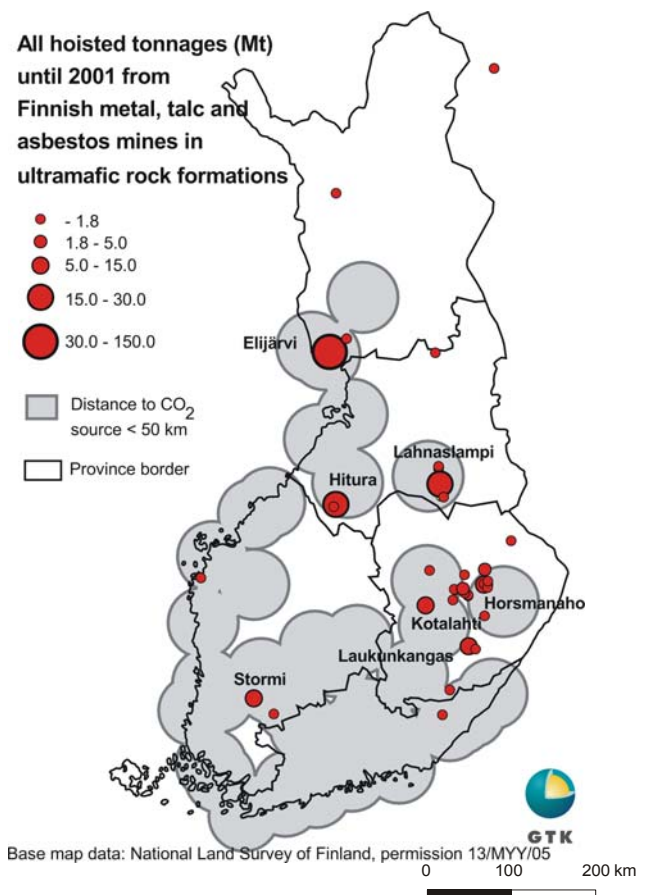 All hoisted tonnages (Mt)
until 2001 from
Finnish metal, talc and
asbestos mines in
ultramafic rock formations
- 1.8
1.8 - 5.0
5.0 - 15.0
15.0 - 30.0
30.0 - 150.0
Distance to CO2
source < 50 km
Province border
Elijärvi
Lahnaslampi
Hitura
Horsmanaho
Kotalahti
Laukunkangas
Stormi
GTK
Base map data: National Land Survey of Finland, permission 13/MYY/05
0 100 200 km